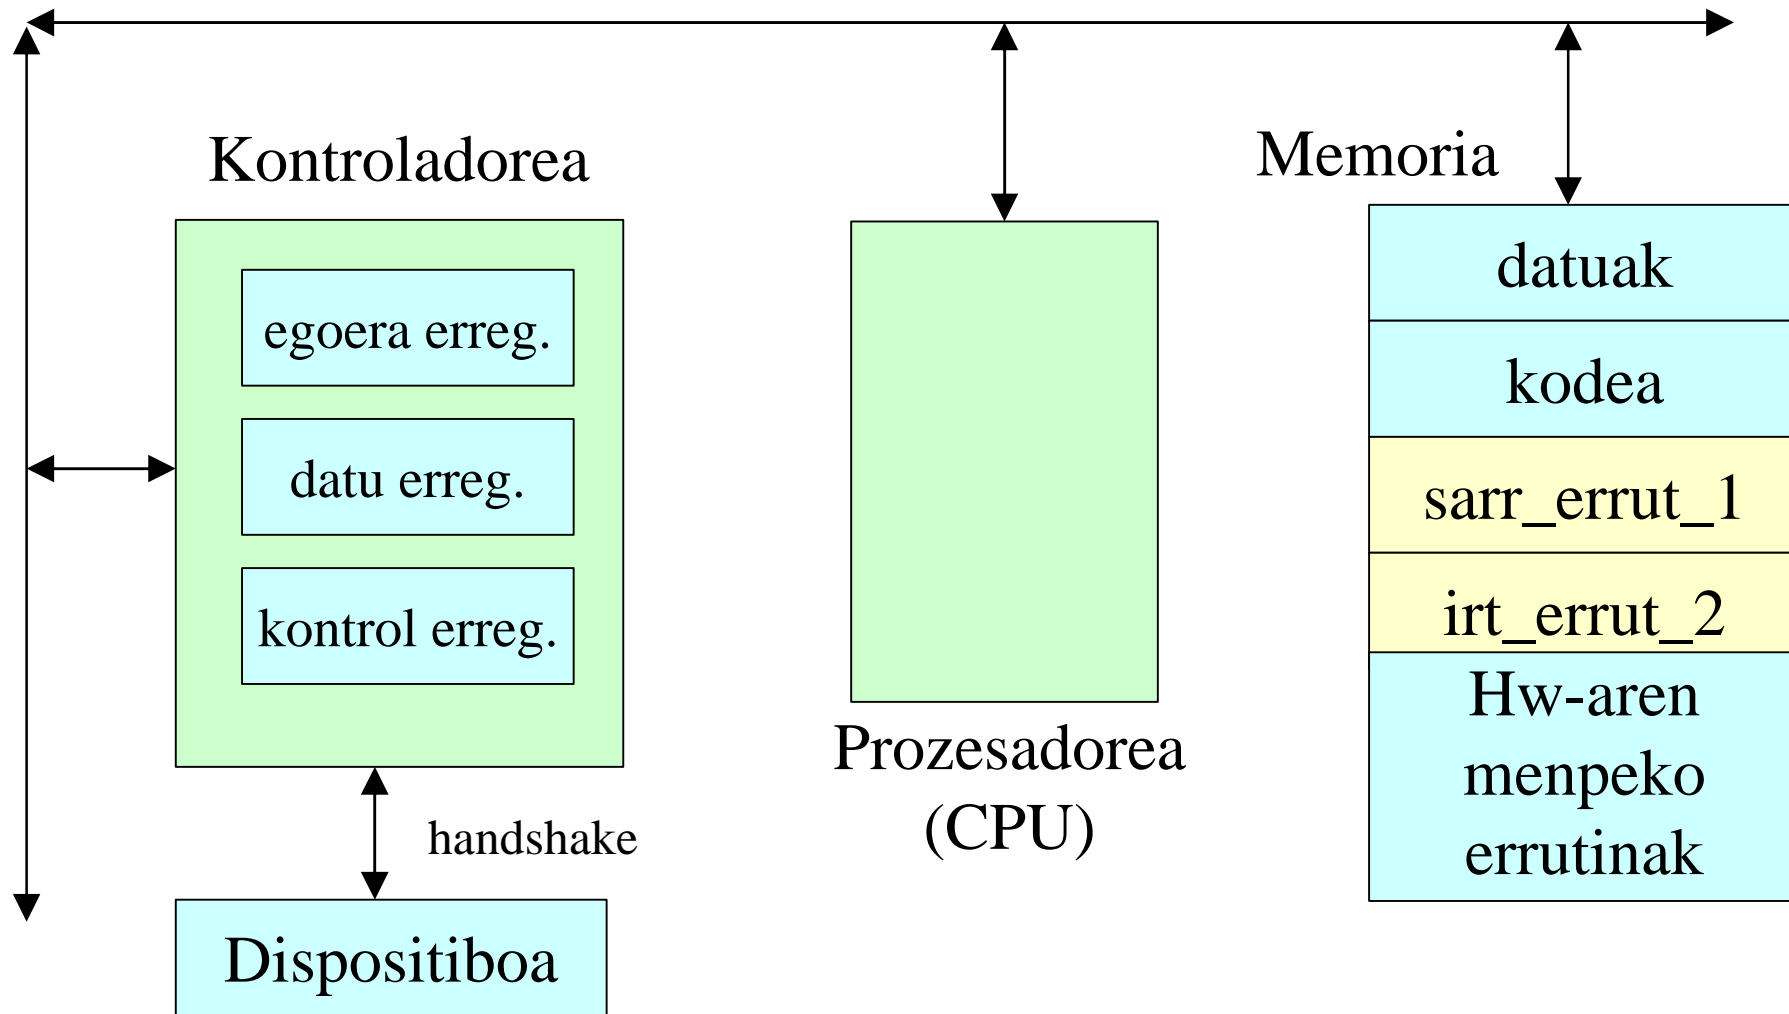 Kontroladorea
egoera erreg.
datu erreg.
kontrol erreg.
handshake
Dispositiboa
Prozesadorea
(CPU)
Memoria
datuak
kodea
sarr_errut_1
irt_errut_2
Hw-aren
menpeko
errutinak